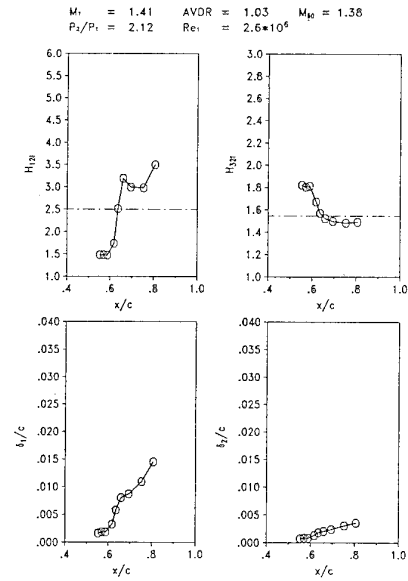 M₁ = 1.41 AVDR = 1.03 M_is0 = 1.38
P₂/P₁ = 2.12 Re₁ = 2.6*10⁶
6.0 3.0
5.5 2.8
5.0 2.6
4.5 2.4
4.0 2.2
3.5 2.0
3.0 1.8
2.5 1.6
2.0 1.4
1.5 1.2
1.0 1.0
H₁₂ᵢ H₃₂ᵢ
.4 .6 .8 1.0 .4 .6 .8 1.0
x/c x/c
.040 .040
.035 .035
.030 .030
.025 .025
.020 .020
.015 .015
.010 .010
.005 .005
.000 .000
δ₁/c δ₂/c
.4 .6 .8 1.0 .4 .6 .8 1.0
x/c x/c